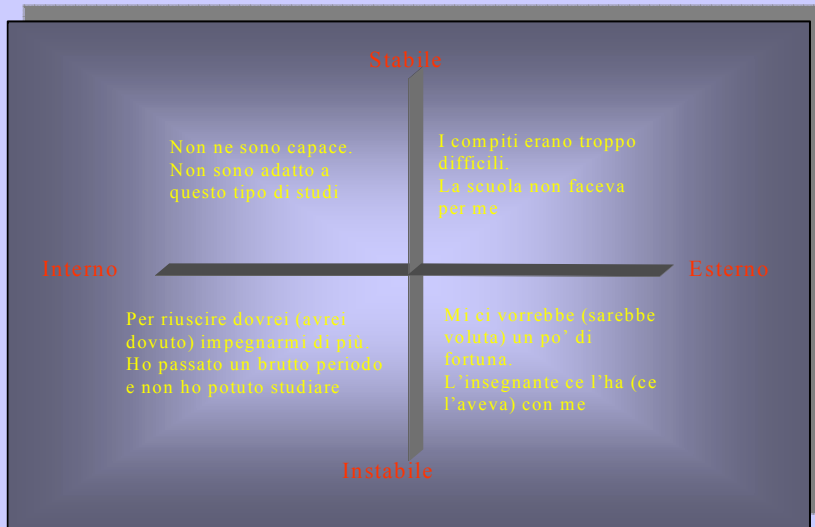 Stabile
Non ne sono capace.
Non sono adatto a
questo tipo di studi
I compiti erano troppo
difficili.
La scuola non faceva
per me
Interno
Esterno
Per riuscire dovrei (avrei
dovuto) impegnarmi di più.
Ho passato un brutto periodo
e non ho potuto studiare
Mi ci vorrebbe (sarebbe
voluta) un po’ di
fortuna.
L’insegnante ce l’ha (ce
l’aveva) con me
Instabile